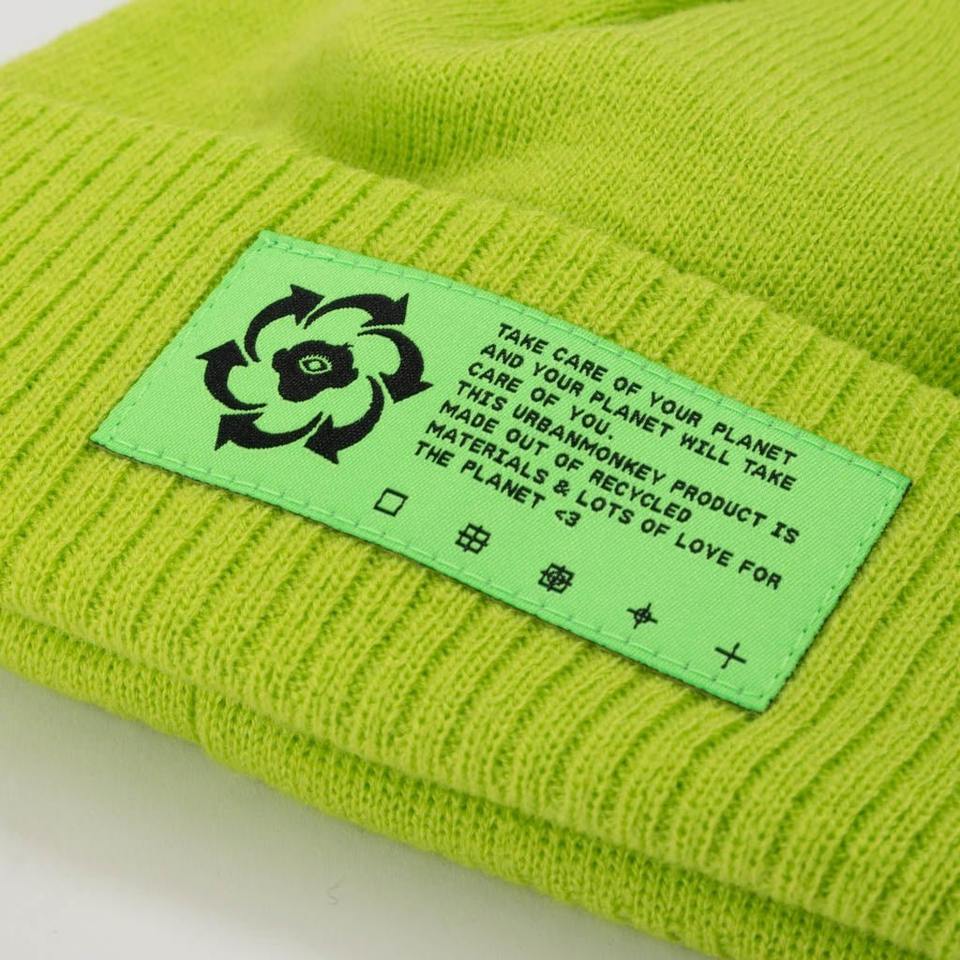 TAKE CARE OF YOUR PLANET
AND YOUR PLANET WILL TAKE
CARE OF YOU.
THIS URBANMONKEY PRODUCT IS
MADE OUT OF RECYCLED
MATERIALS & LOTS OF LOVE FOR
THE PLANET <3